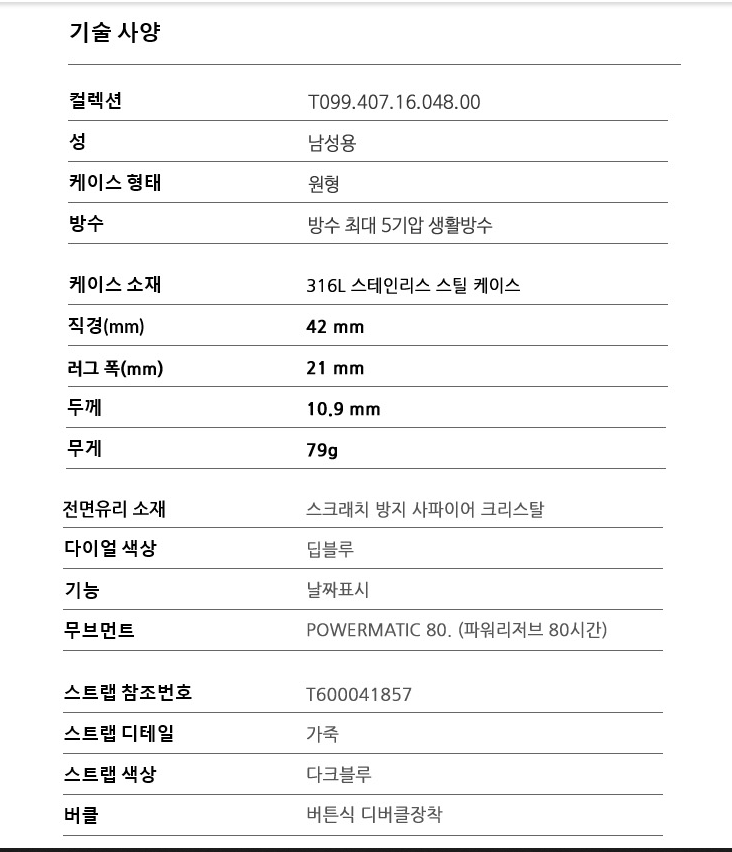 기술 사양
컬렉션 T099.407.16.048.00
성 남성용
케이스 형태 원형
방수 방수 최대 5기압 생활방수
케이스 소재 316L 스테인리스 스틸 케이스
직경(mm) 42 mm
러그 폭(mm) 21 mm
두께 10.9 mm
무게 79g
전면유리 소재 스크래치 방지 사파이어 크리스탈
다이얼 색상 딥블루
기능 날짜표시
무브먼트 POWERMATIC 80. (파워리저브 80시간)
스트랩 참조번호 T600041857
스트랩 디테일 가죽
스트랩 색상 다크블루
버클 버튼식 디버클장착